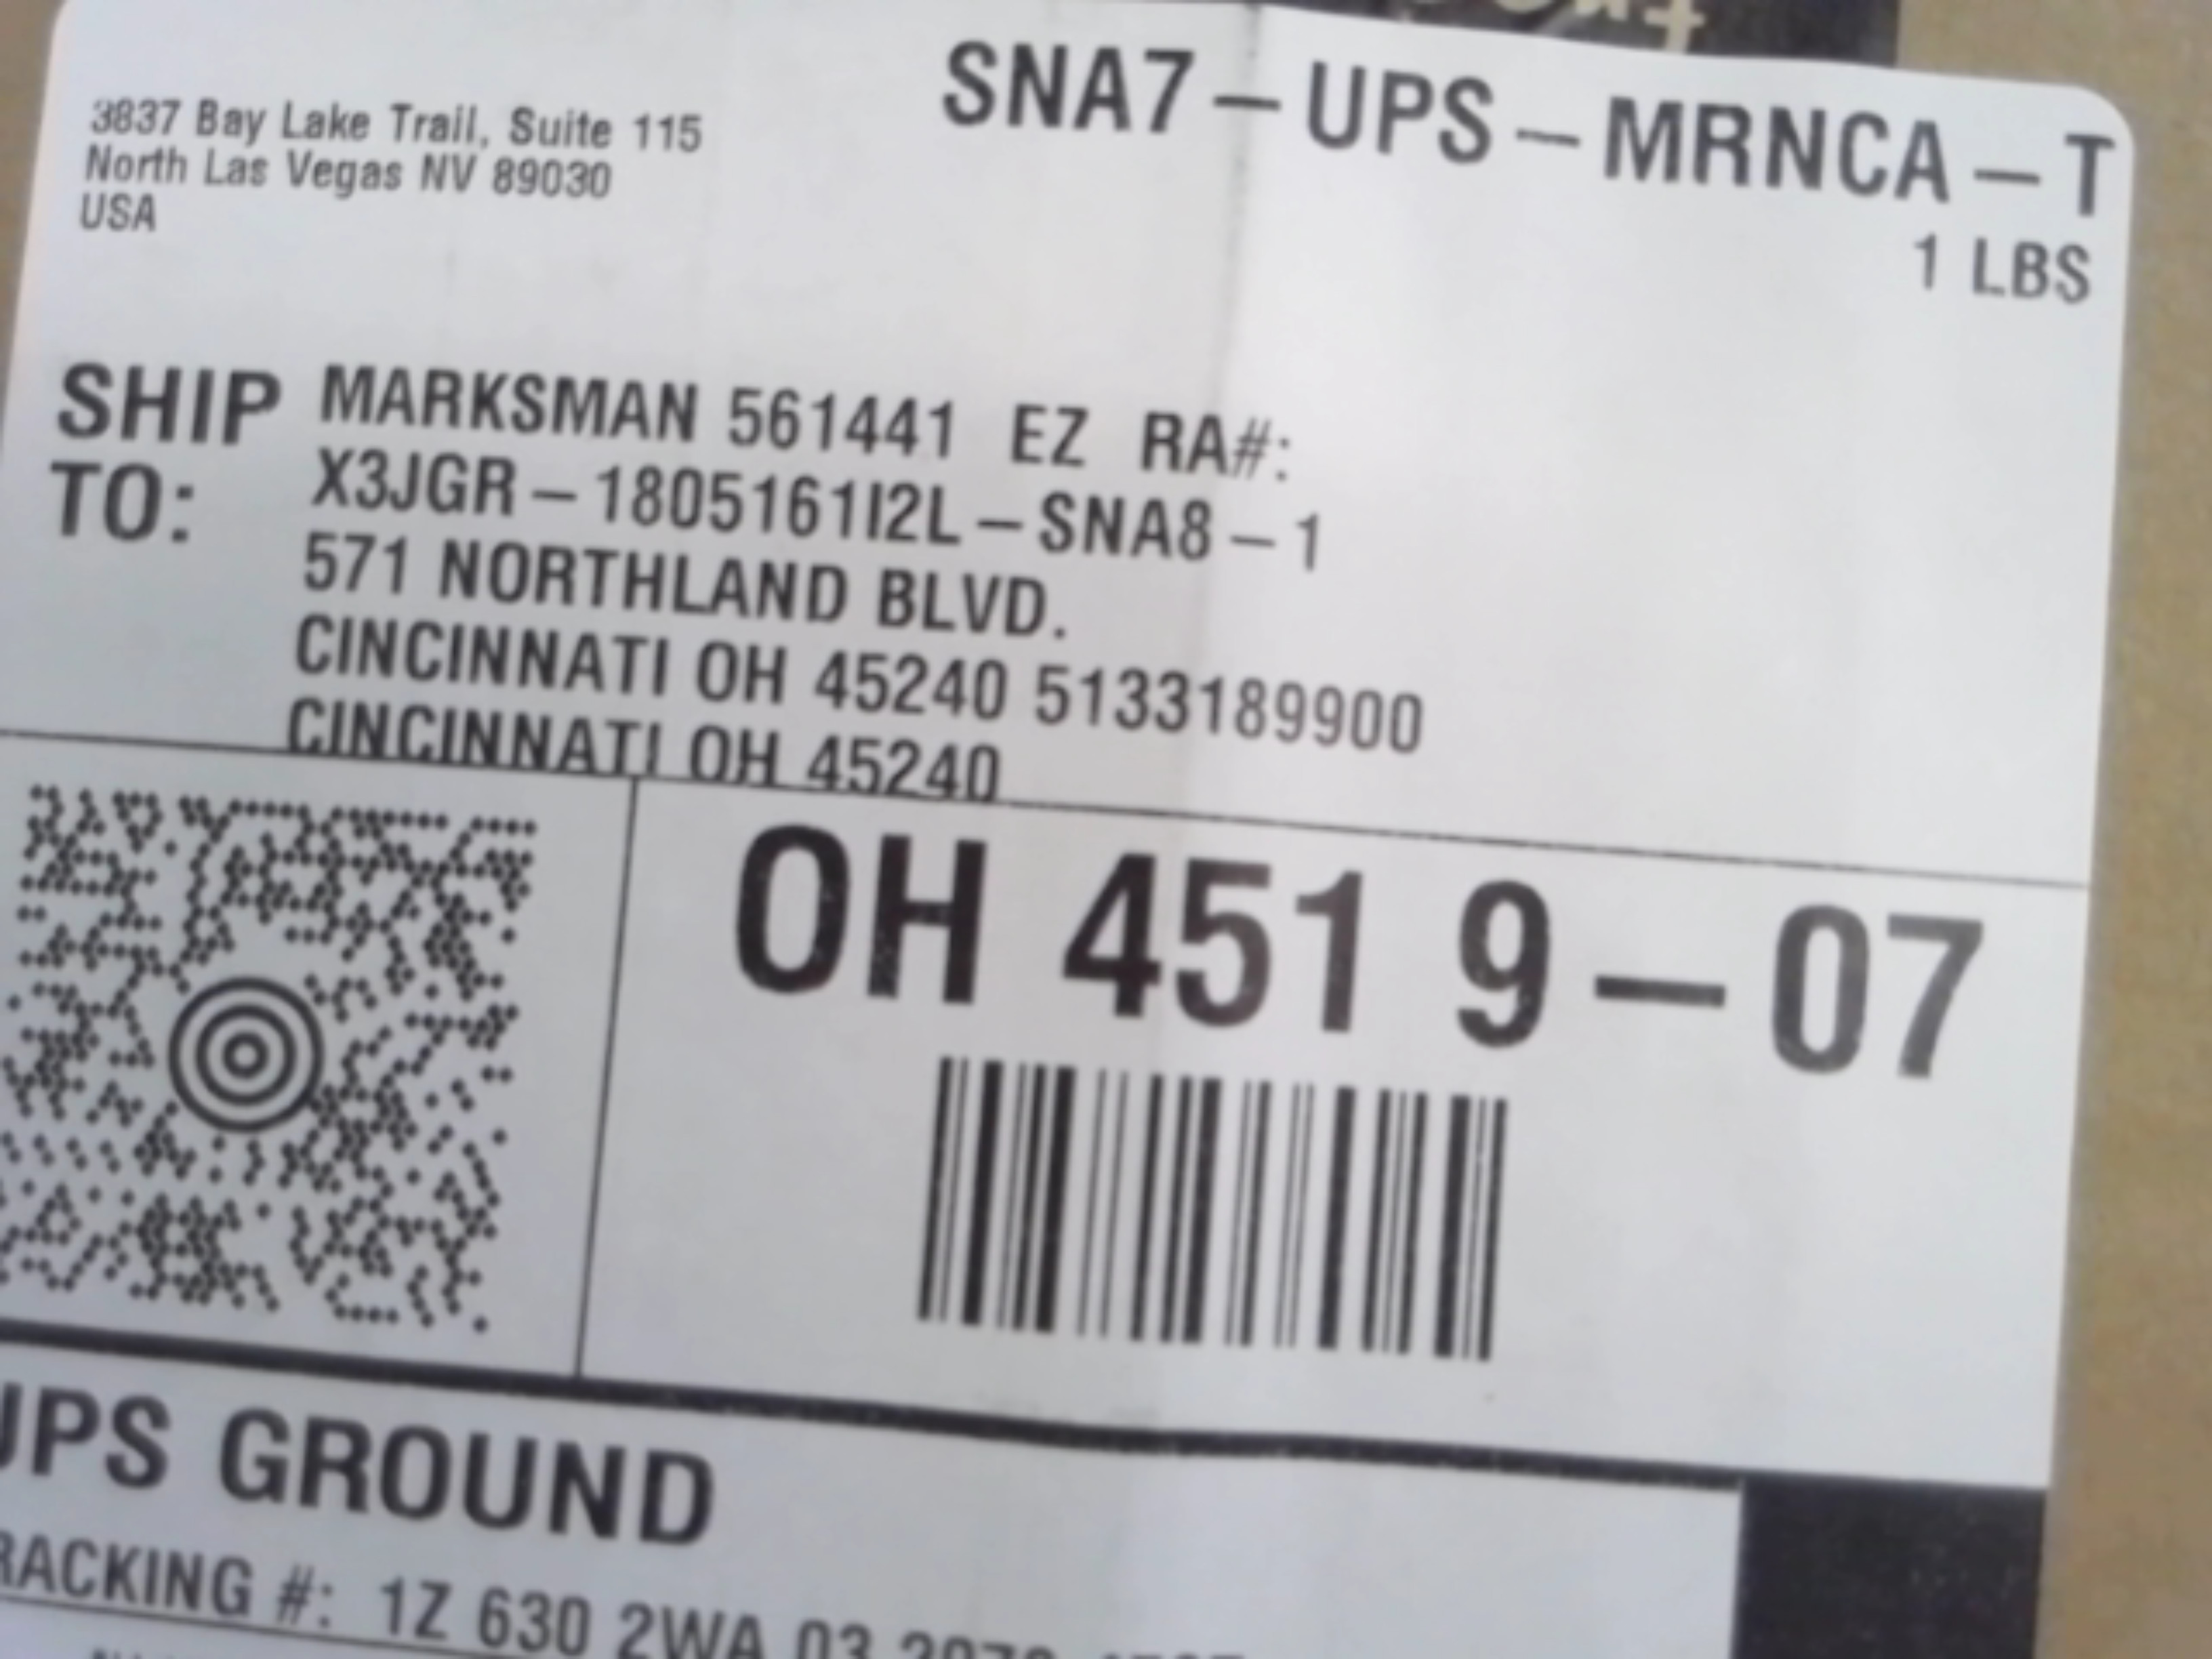 SNA7-UPS-MRNCA-T
3837 Bay Lake Trail, Suite 115
North Las Vegas NV 89030
USA
1 LBS
SHIP TO:
MARKSMAN 561441 EZ RA#:
X3JGR-1805161I2L-SNA8-1
571 NORTHLAND BLVD.
CINCINNATI OH 45240 5133189900
CINCINNATI OH 45240
OH 451 9-07
UPS GROUND
TRACKING #: 1Z 630 2WA 03